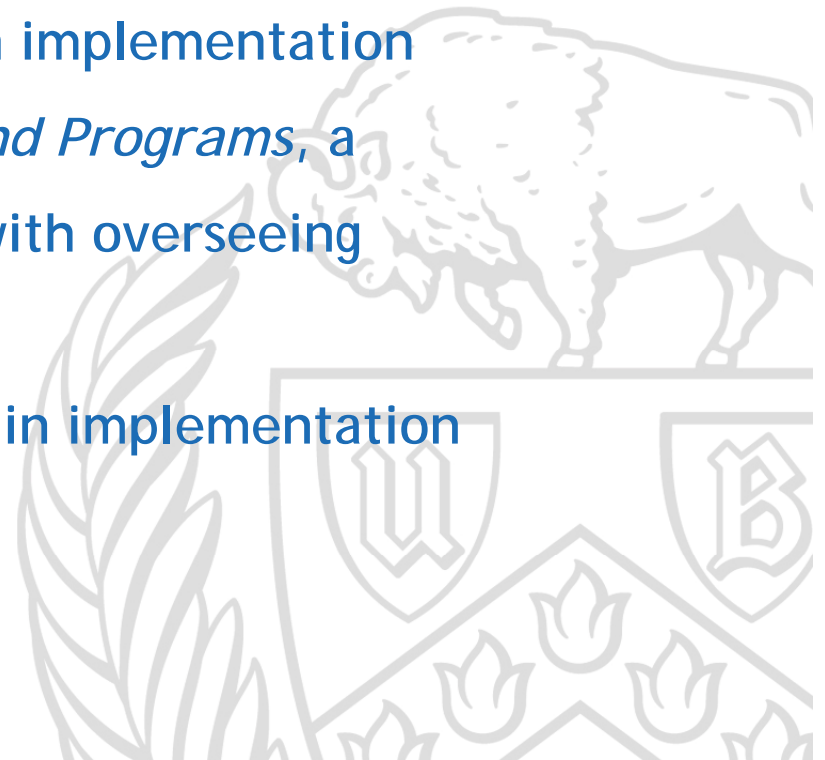 implementation
nd Programs, a
with overseeing
in implementation
U B